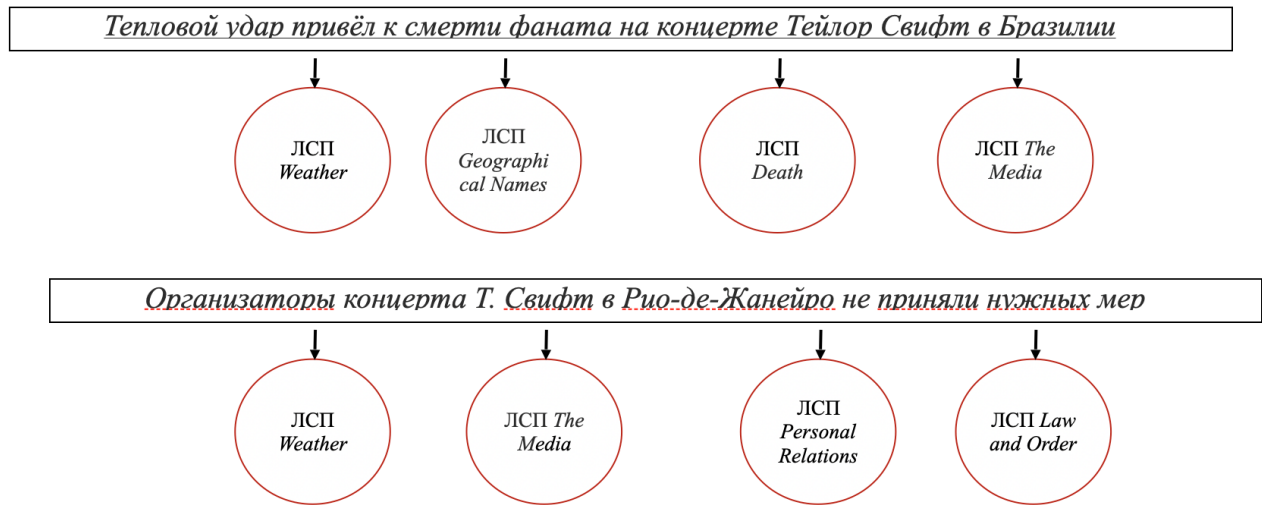 Тепловой удар привёл к смерти фаната на концерте Тейлор Свифт в Бразилии
ЛСП
Weather
ЛСП
Geographi
cal Names
ЛСП
Death
ЛСП The
Media
Организаторы концерта Т. Свифт в Рио-де-Жанейро не приняли нужных мер
ЛСП
Weather
ЛСП The
Media
ЛСП
Personal
Relations
ЛСП Law
and Order